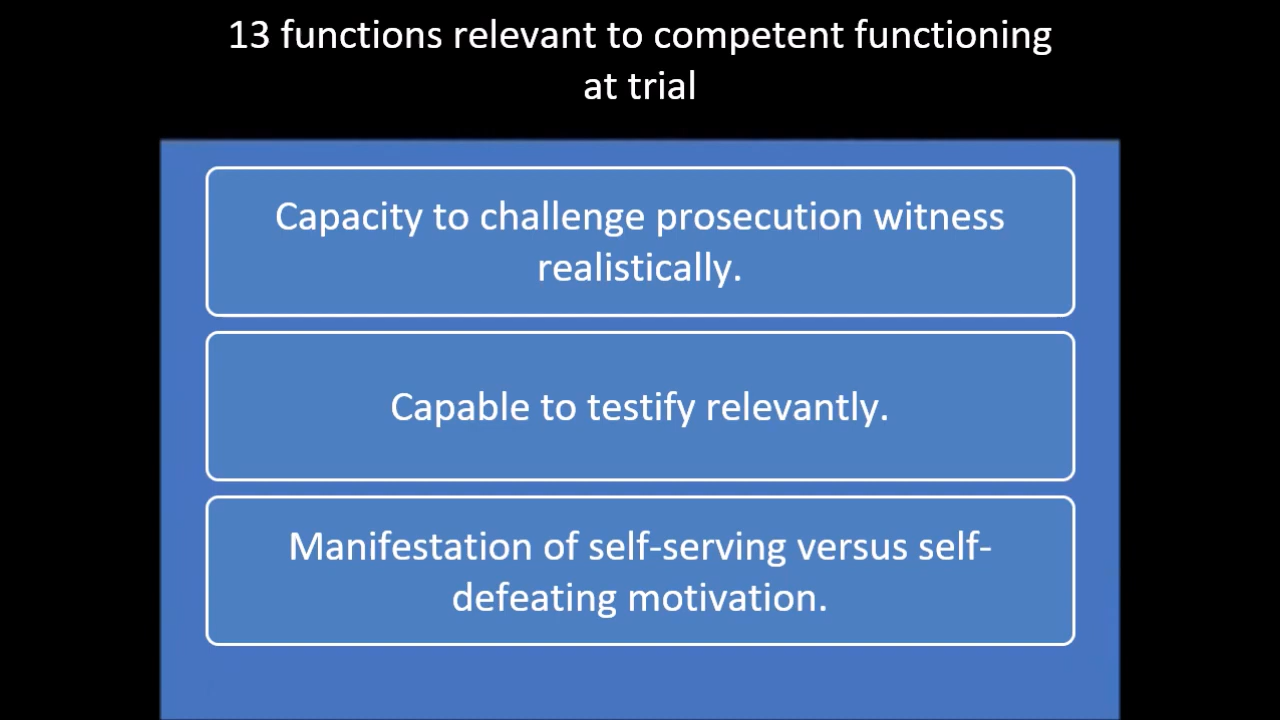 13 functions relevant to competent functioning
at trial
Capacity to challenge prosecution witness
realistically.
Capable to testify relevantly.
Manifestation of self-serving versus self-
defeating motivation.